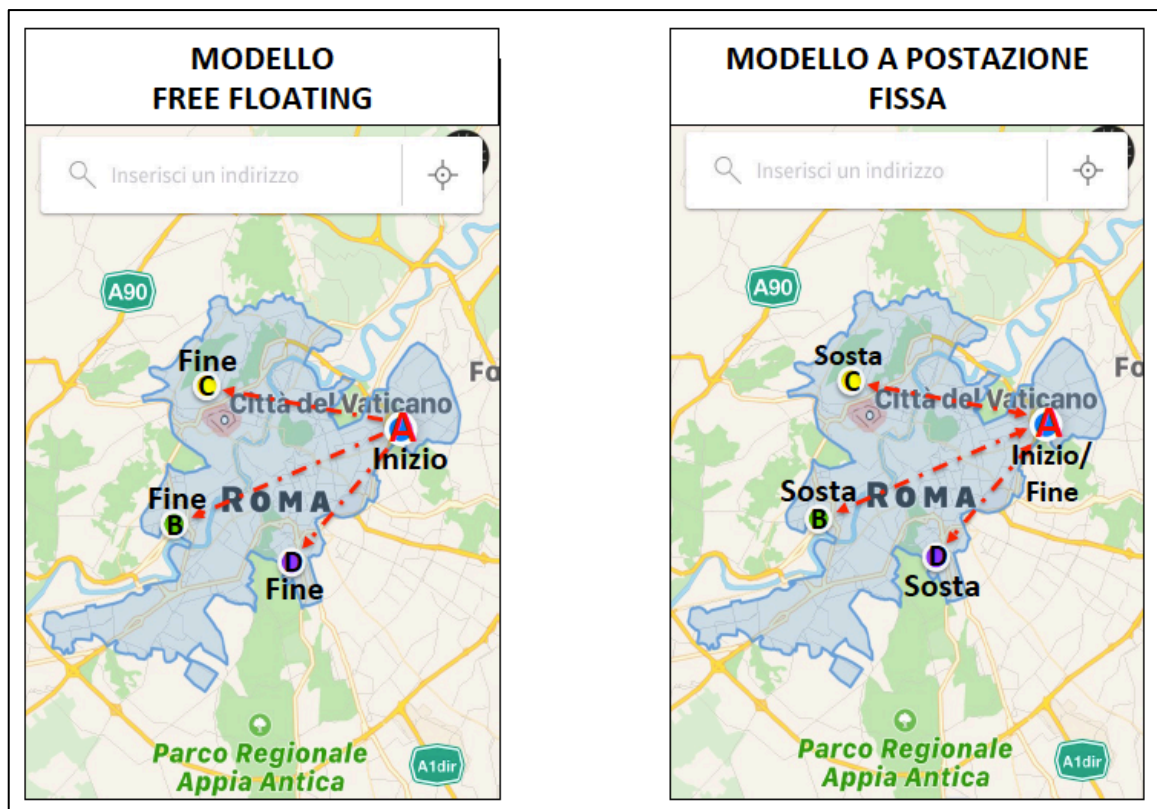 MODELLO
FREE FLOATING
Inserisci un indirizzo
A90
Fine
C
Città del Vaticano
Fo
A
Inizio
Fine
B
ROMA
D
Fine
Parco Regionale
Appia Antica
A1dir
MODELLO A POSTAZIONE
FISSA
Inserisci un indirizzo
A90
Sosta
C
Città del Vaticano
Fo
A
Inizio/
Fine
Sosta
B
ROMA
D
Sosta
Parco Regionale
Appia Antica
A1dir